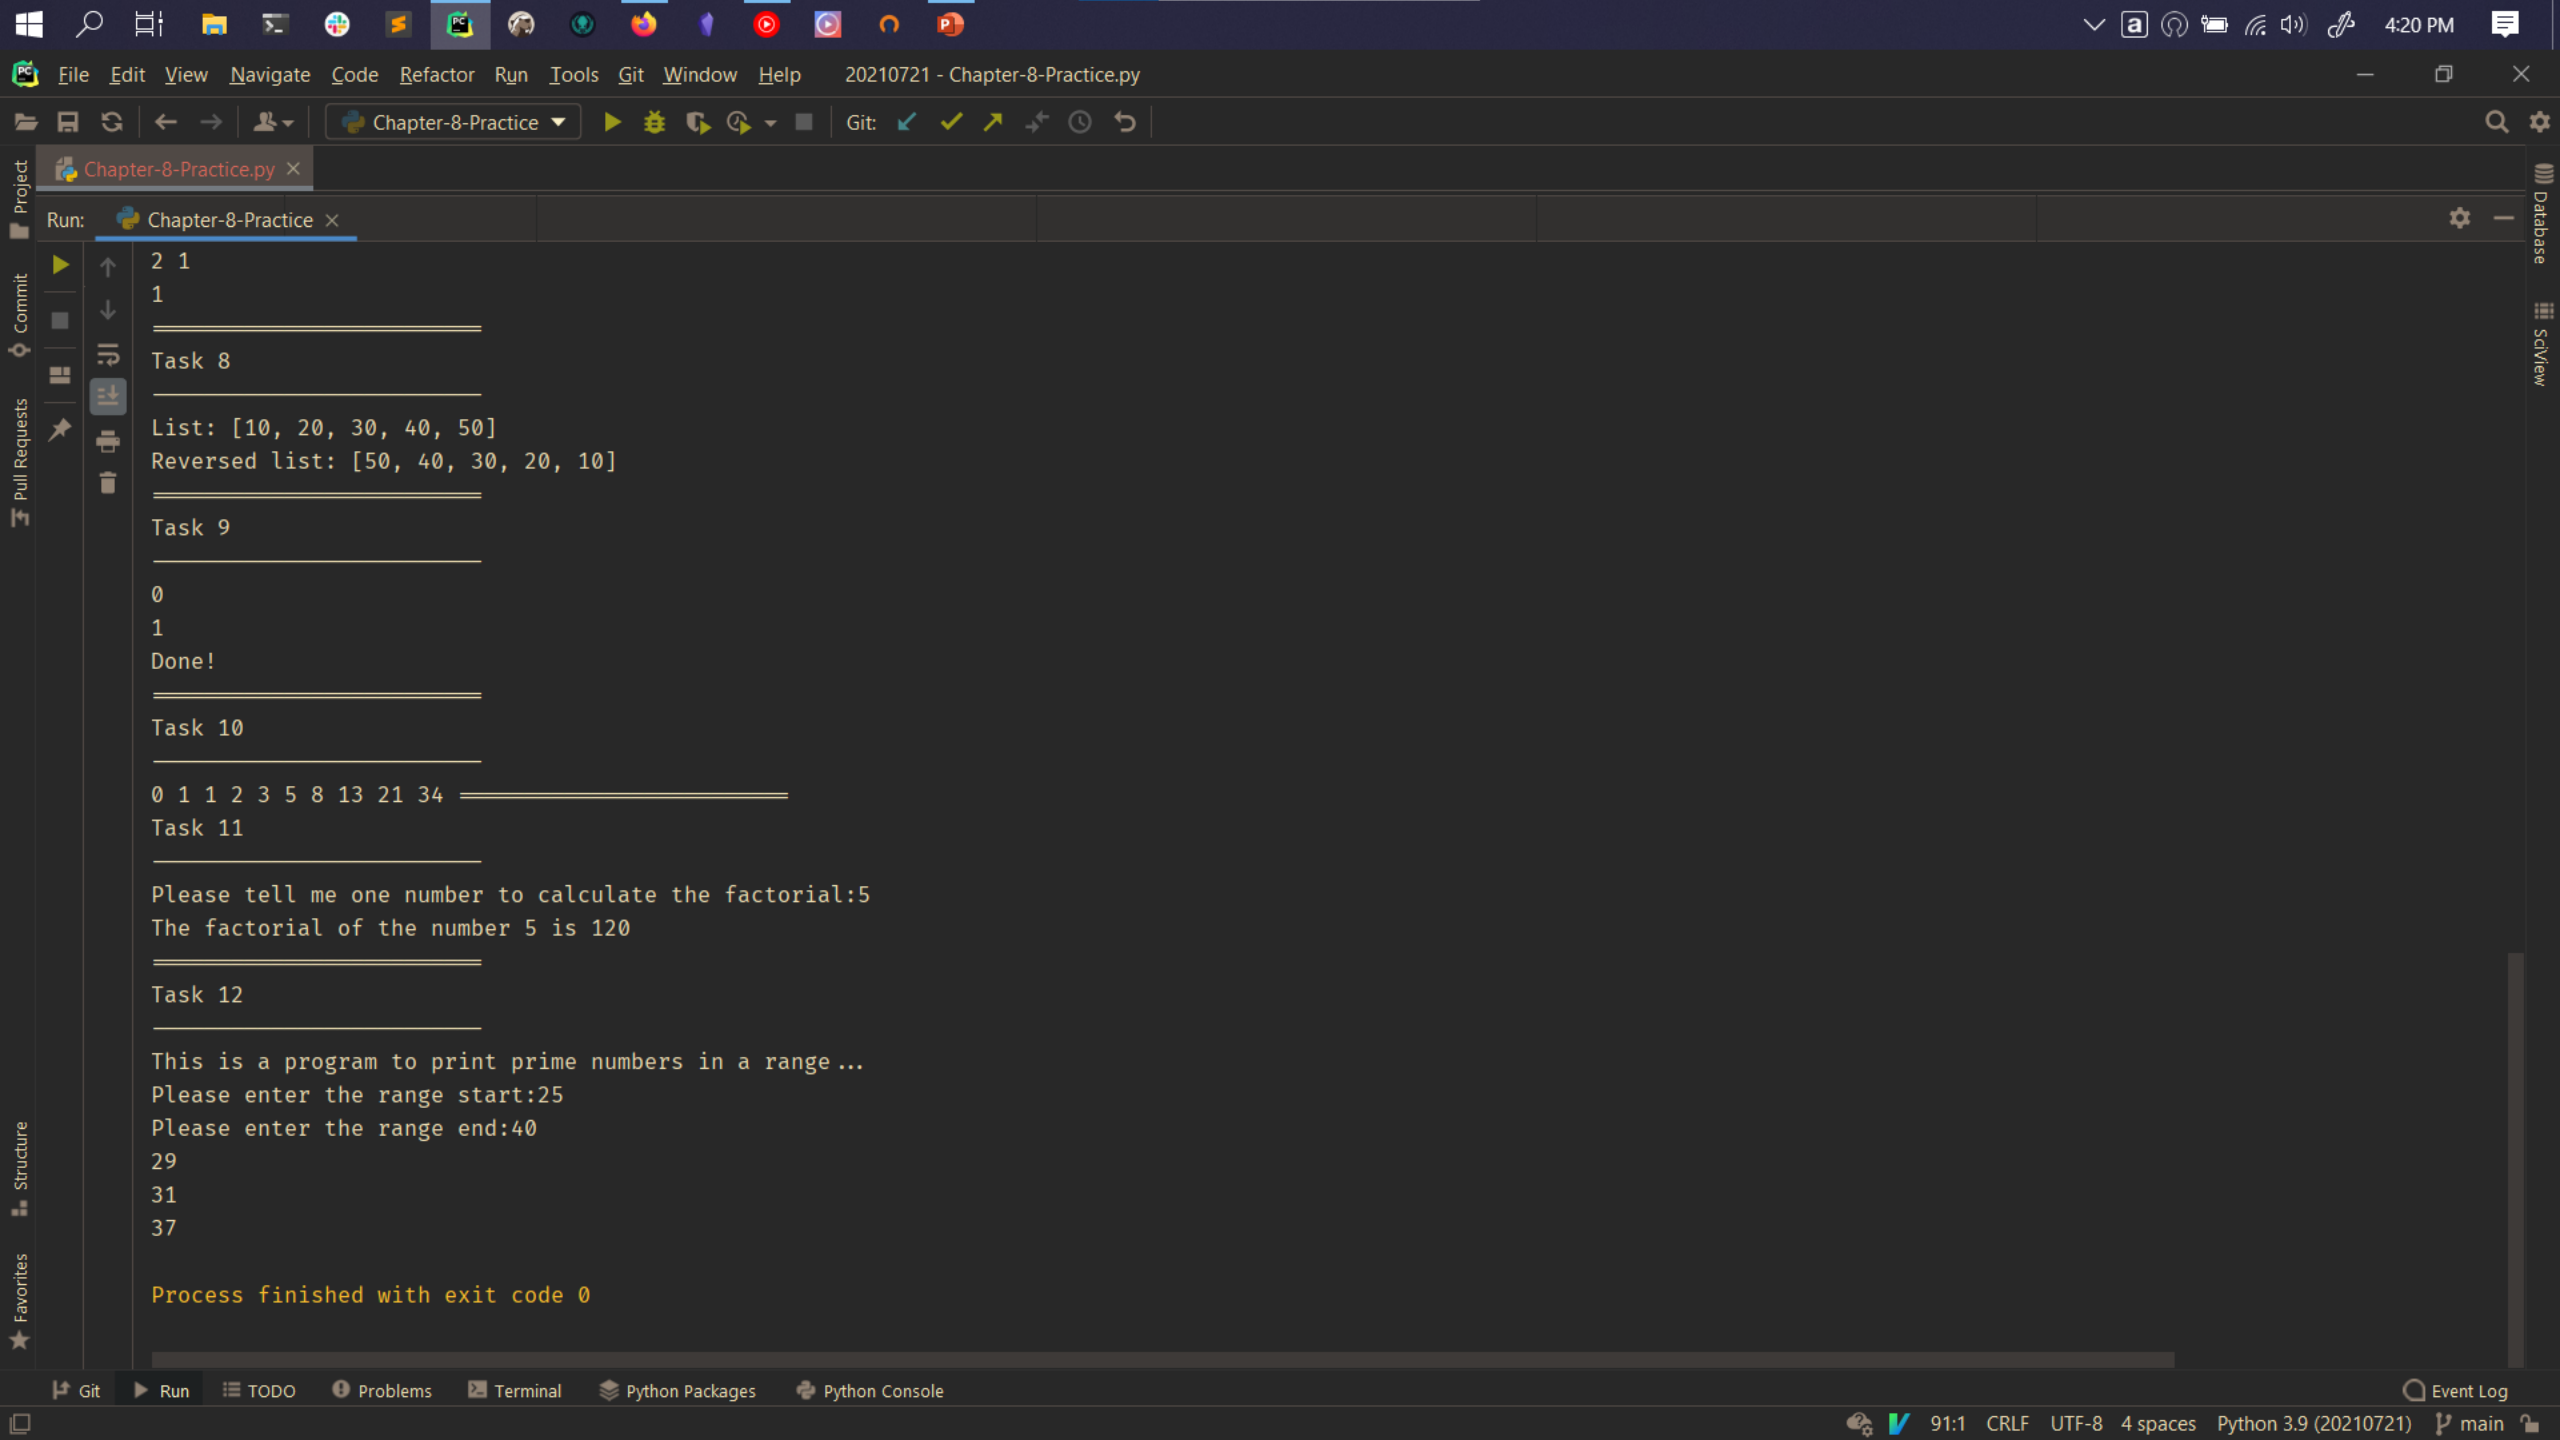 4:20 PM
File Edit View Navigate Code Refactor Run Tools Git Window Help 20210721 - Chapter-8-Practice.py
Chapter-8-Practice Git:
Chapter-8-Practice.py
Run: Chapter-8-Practice
Project
Commit
Pull Requests
Structure
Favorites
Database
SciView
2 1
1
=========================
Task 8
-------------------------
List: [10, 20, 30, 40, 50]
Reversed list: [50, 40, 30, 20, 10]
=========================
Task 9
-------------------------
0
1
Done!
=========================
Task 10
-------------------------
0 1 1 2 3 5 8 13 21 34 =========================
Task 11
-------------------------
Please tell me one number to calculate the factorial:5
The factorial of the number 5 is 120
=========================
Task 12
-------------------------
This is a program to print prime numbers in a range...
Please enter the range start:25
Please enter the range end:40
29
31
37
Process finished with exit code 0
Git Run TODO Problems Terminal Python Packages Python Console Event Log
91:1 CRLF UTF-8 4 spaces Python 3.9 (20210721) main